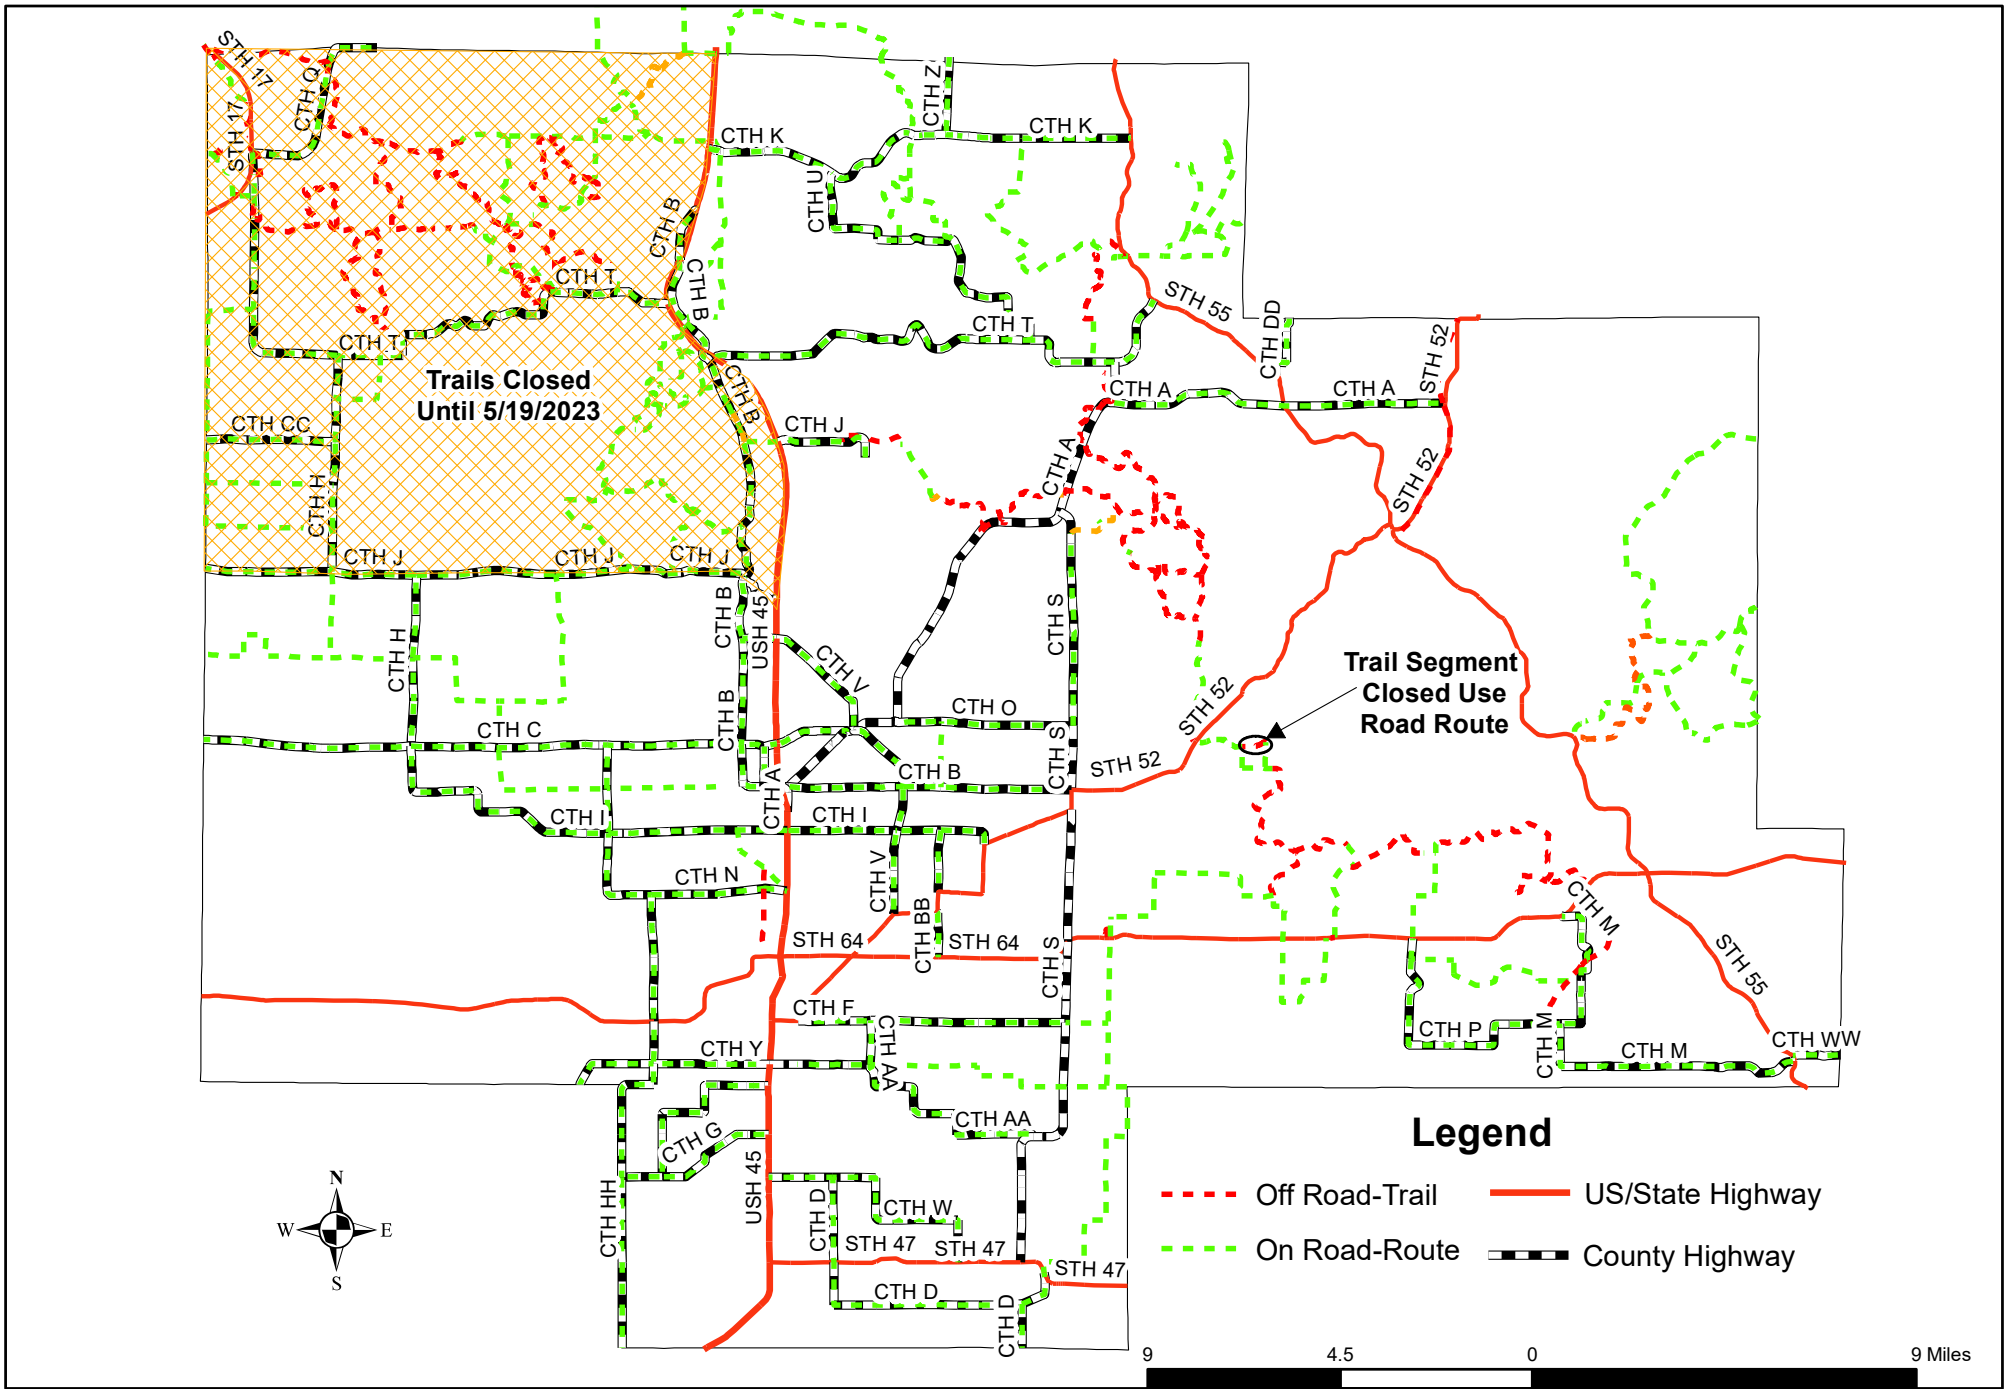 STH 17
CTH Q
STH 17
CTH K
CTH Z
CTH K
CTH U
CTH B
CTH B
CTH T
CTH T
CTH T
STH 55
CTH DD
STH 52
Trails Closed
Until 5/19/2023
CTH B
CTH A
CTH A
CTH CC
CTH J
CTH A
STH 52
CTH H
CTH J
CTH J
CTH J
CTH B
USH 45
CTH S
CTH H
CTH V
Trail Segment
Closed Use
Road Route
CTH B
CTH O
STH 52
CTH C
CTH S
STH 52
CTH B
CTH A
CTH I
CTH I
CTH N
CTH V
CTH BB
STH 64
STH 64
CTH S
CTH M
STH 55
CTH F
CTH AA
CTH P
CTH M
CTH M
CTH WW
CTH Y
CTH AA
CTH G
USH 45
CTH HH
CTH D
CTH W
STH 47
STH 47
STH 47
CTH D
CTH D
N
W
E
S
Legend
Off Road-Trail
US/State Highway
On Road-Route
County Highway
9
4.5
0
9 Miles